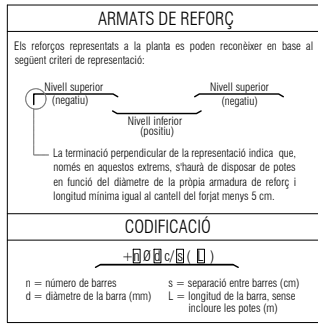 ARMATS DE REFORÇ
Els reforços representats a la planta es poden reconèixer en base al
següent criteri de representació:
Nivell superior
(negatiu)
Nivell superior
(negatiu)
Nivell inferior
(positiu)
La terminació perpendicular de la representació indica que,
només en aquestos extrems, s'haurà de disposar de potes
en funció del diàmetre de la pròpia armadura de reforç i
longitud mínima igual al cantell del forjat menys 5 cm.
CODIFICACIÓ
+nØdc/s( L )
n = número de barres
d = diàmetre de la barra (mm)
s = separació entre barres (cm)
L = longitud de la barra, sense
incloure les potes (m)